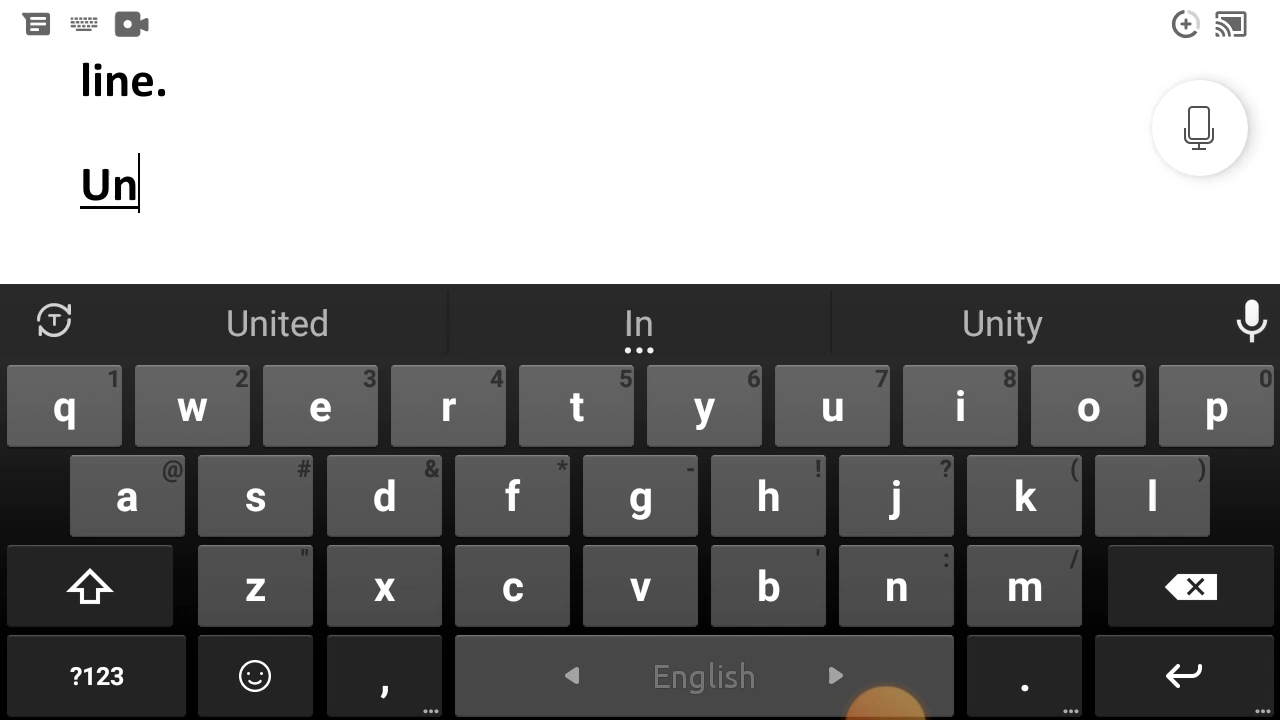 line.
Un
United In Unity
1 2 3 4 5 6 7 8 9 0
q w e r t y u i o p
@ # & * - ! ? ( )
a s d f g h j k l
" ' : /
z x c v b n m
?123 , English .